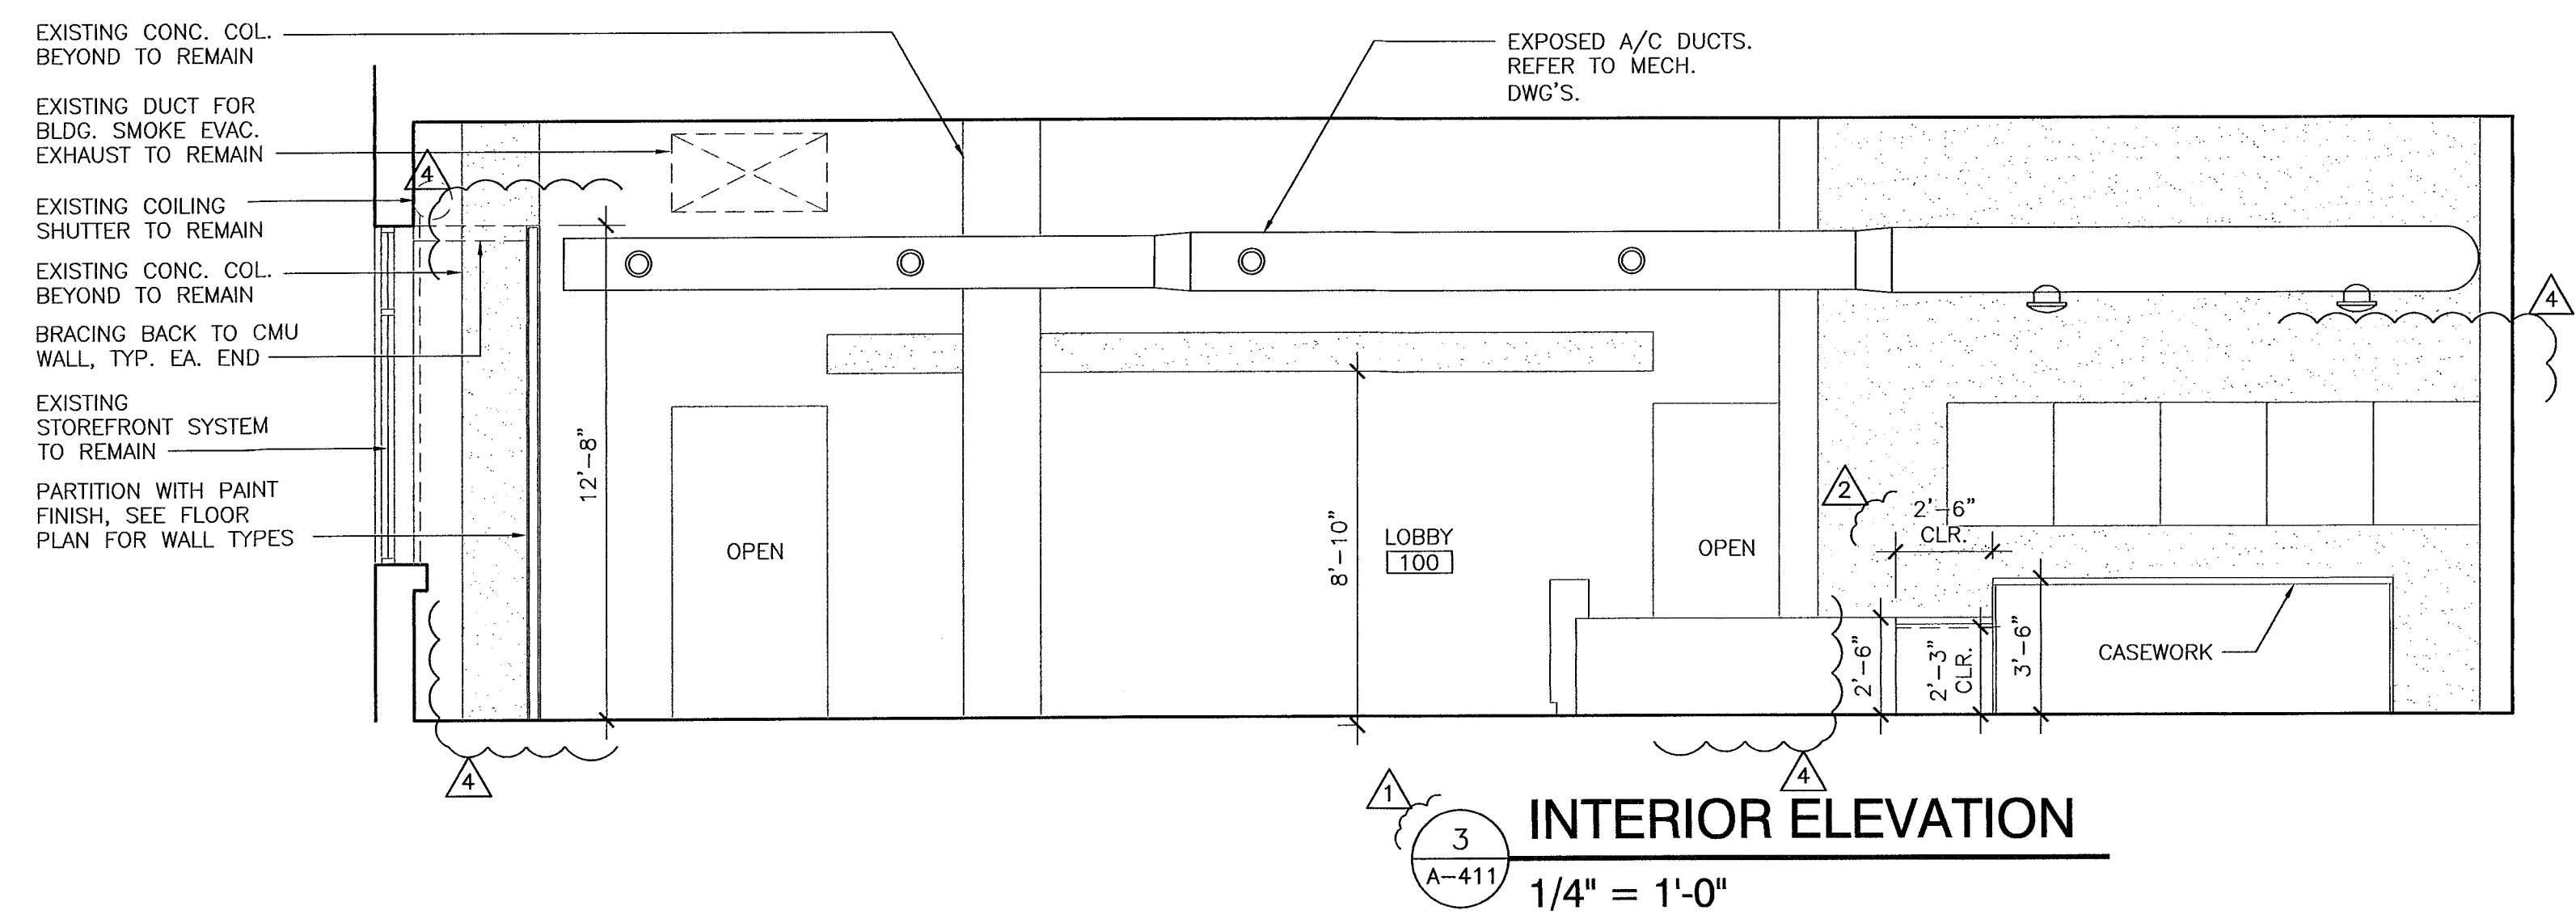 EXISTING CONC. COL.
BEYOND TO REMAIN
EXISTING DUCT FOR
BLDG. SMOKE EVAC.
EXHAUST TO REMAIN
EXISTING COILING
SHUTTER TO REMAIN
EXISTING CONC. COL.
BEYOND TO REMAIN
BRACING BACK TO CMU
WALL, TYP. EA. END
EXISTING
STOREFRONT SYSTEM
TO REMAIN
PARTITION WITH PAINT
FINISH, SEE FLOOR
PLAN FOR WALL TYPES
EXPOSED A/C DUCTS.
REFER TO MECH.
DWG'S.
4
4
12'-8"
OPEN
8'-10"
LOBBY
100
OPEN
2
2'-6"
CLR.
2'-6"
2'-3"
CLR.
3'-6"
CASEWORK
4
4
1
3
A-411
INTERIOR ELEVATION
1/4" = 1'-0"